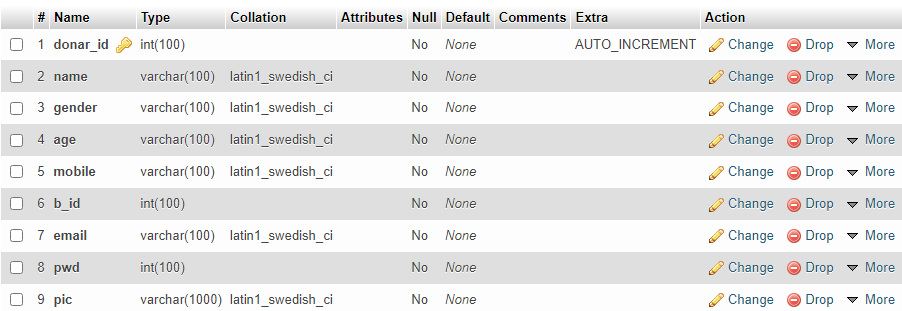 # Name Type Collation Attributes Null Default Comments Extra Action
1 donar_id int(100) No None AUTO_INCREMENT Change Drop More
2 name varchar(100) latin1_swedish_ci No None Change Drop More
3 gender varchar(100) latin1_swedish_ci No None Change Drop More
4 age varchar(100) latin1_swedish_ci No None Change Drop More
5 mobile varchar(100) latin1_swedish_ci No None Change Drop More
6 b_id int(100) No None Change Drop More
7 email varchar(100) latin1_swedish_ci No None Change Drop More
8 pwd int(100) No None Change Drop More
9 pic varchar(1000) latin1_swedish_ci No None Change Drop More